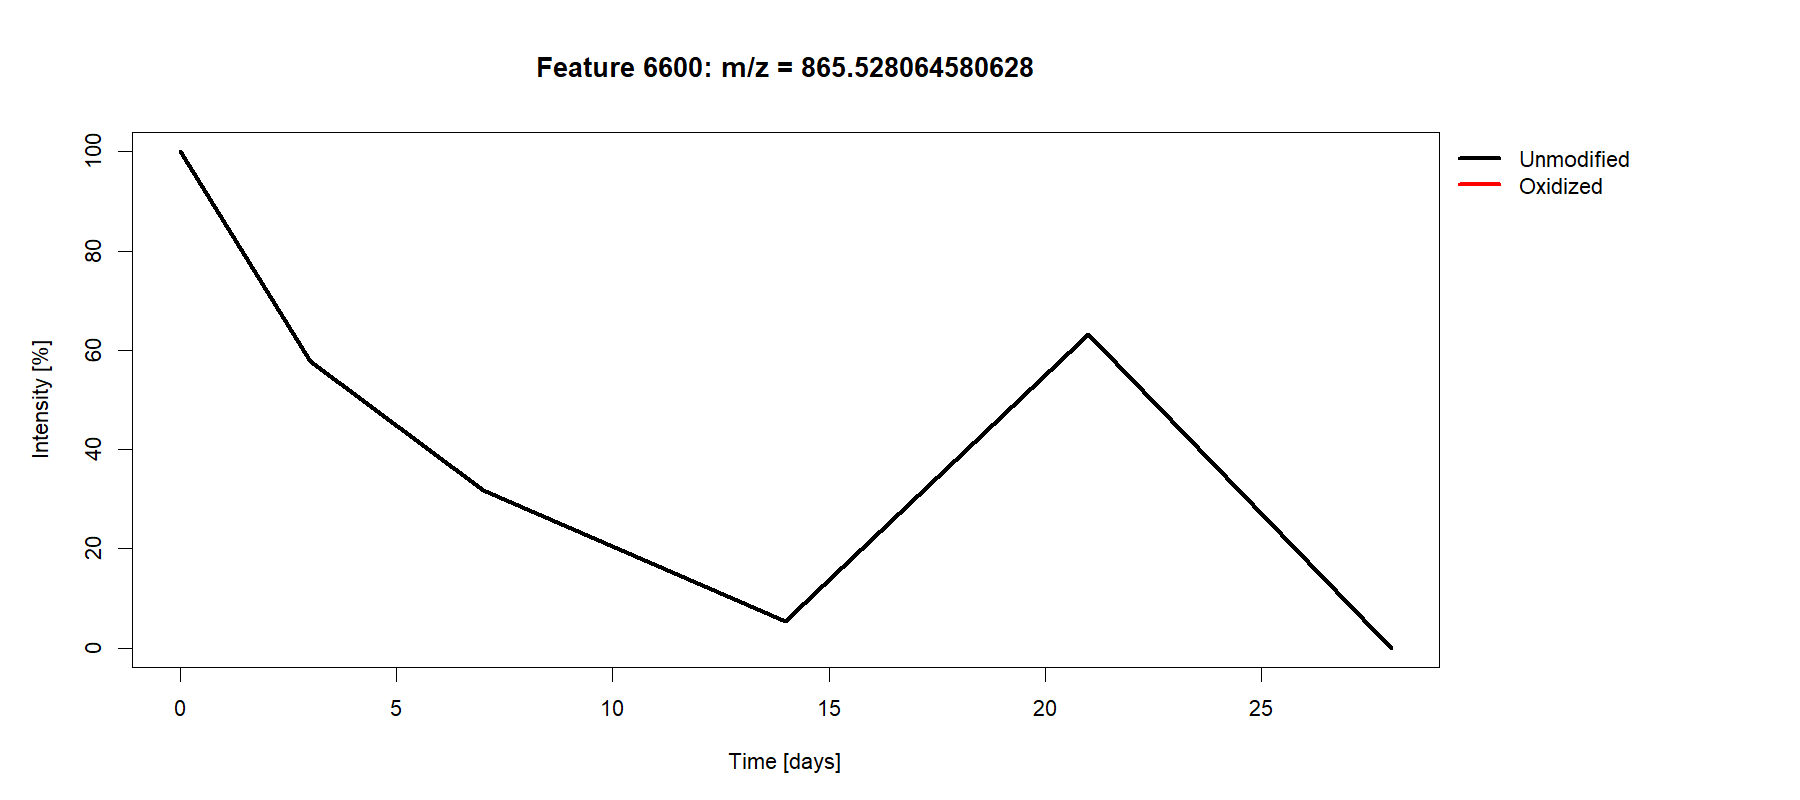 Feature 6600: m/z = 865.528064580628
Unmodified
Oxidized
Intensity [%]
100
80
60
40
20
0
0 5 10 15 20 25
Time [days]